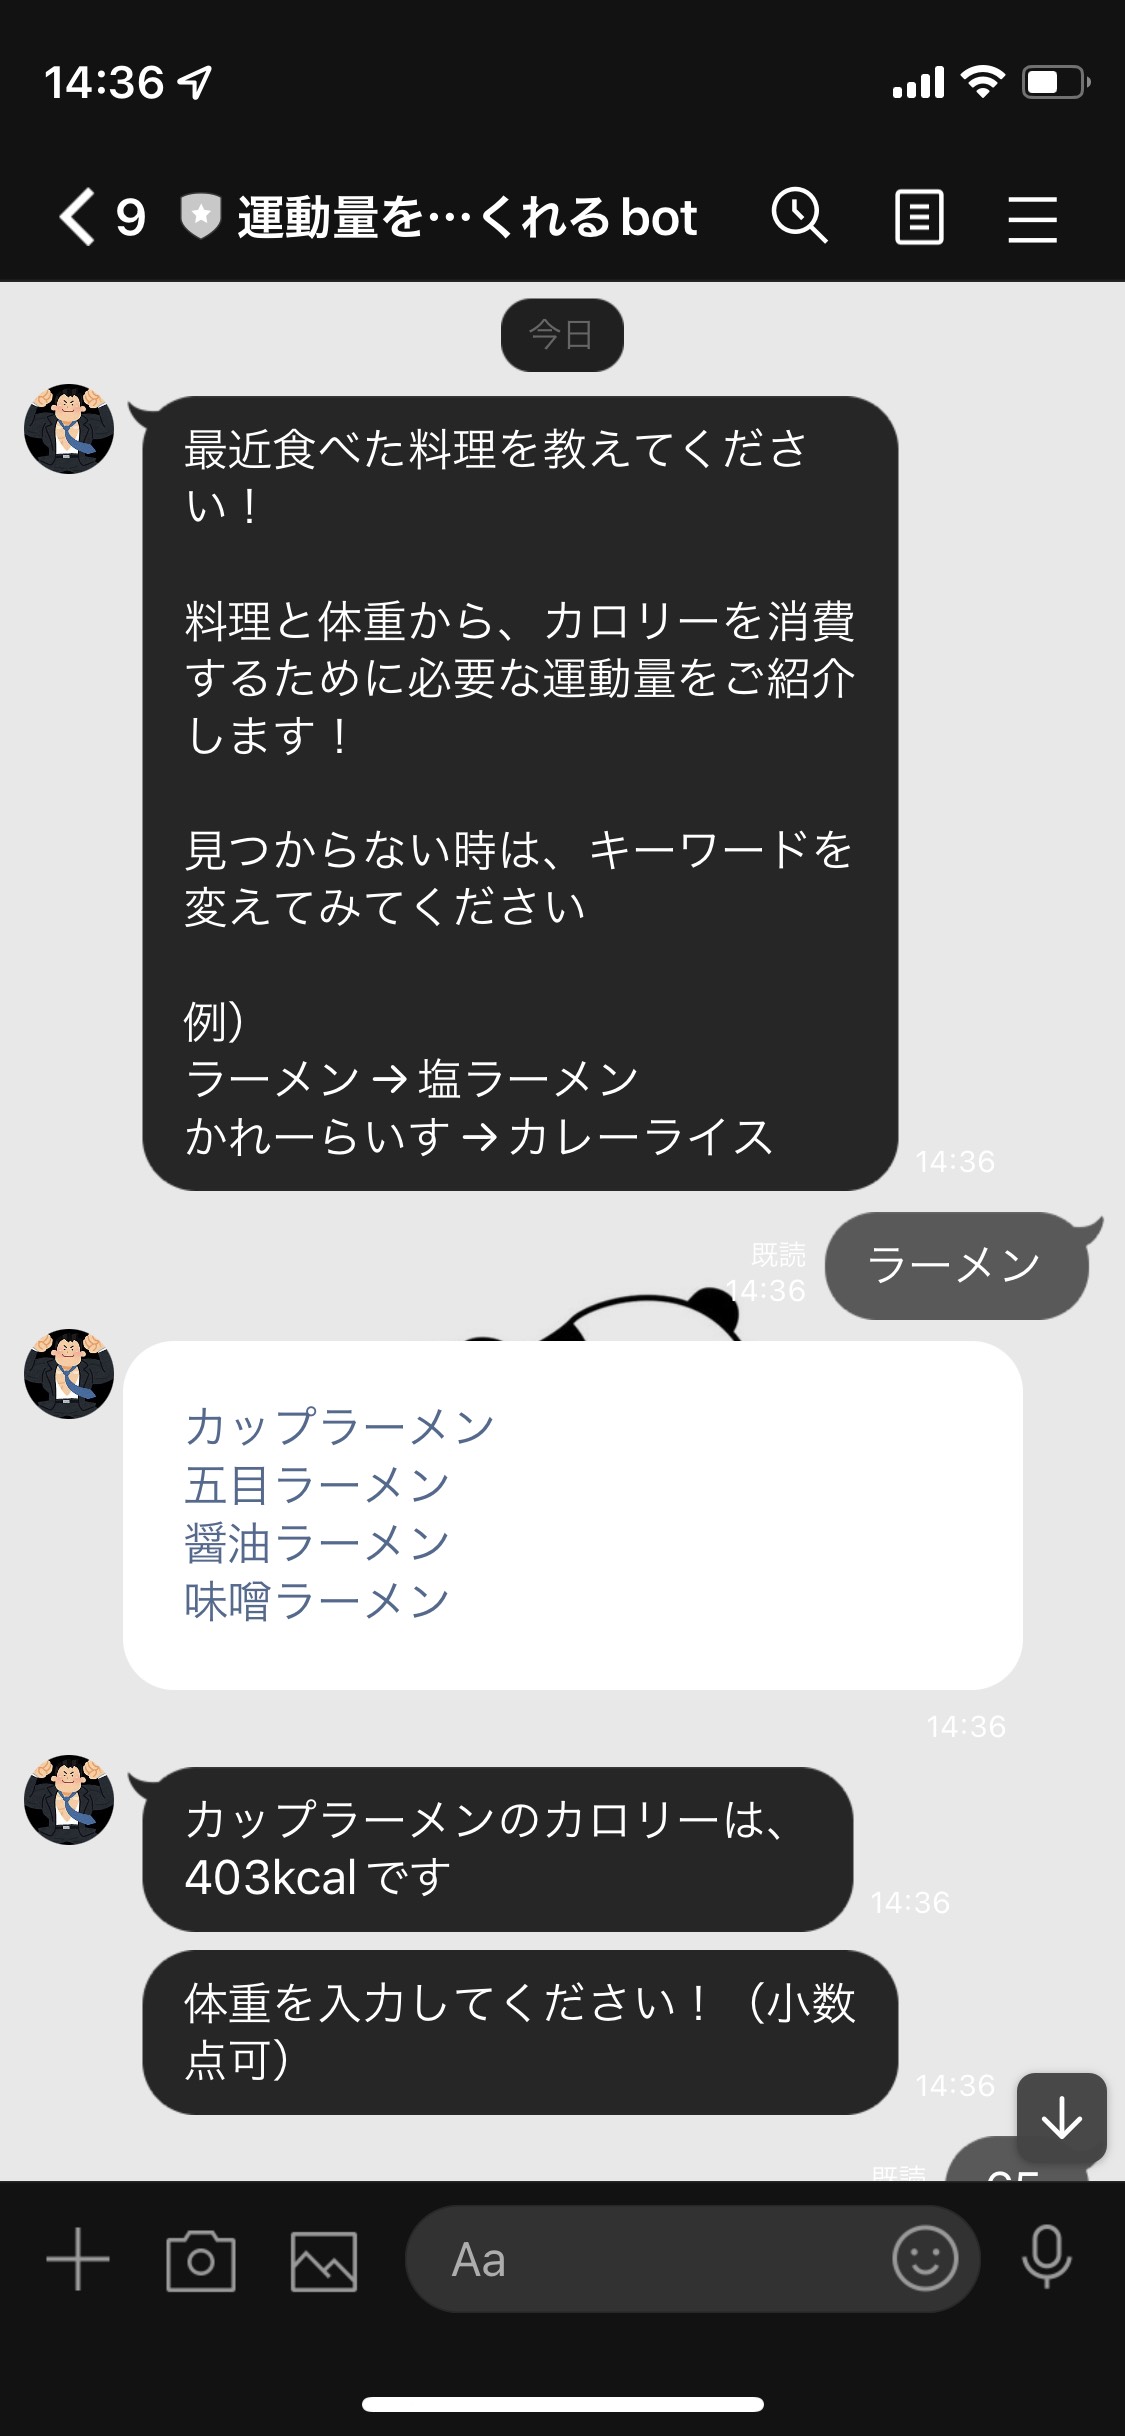 14:36
9 運動量を…くれるbot
今日
最近食べた料理を教えてくださ
い！
料理と体重から、カロリーを消費
するために必要な運動量をご紹介
します！
見つからない時は、キーワードを
変えてみてください
例）
ラーメン→塩ラーメン
かれーらいす→カレーライス
14:36
既読
14:36
ラーメン
カップラーメン
五目ラーメン
醤油ラーメン
味噌ラーメン
14:36
カップラーメンのカロリーは、
403kcalです
14:36
体重を入力してください！（小数
点可）
14:36
既読
Aa